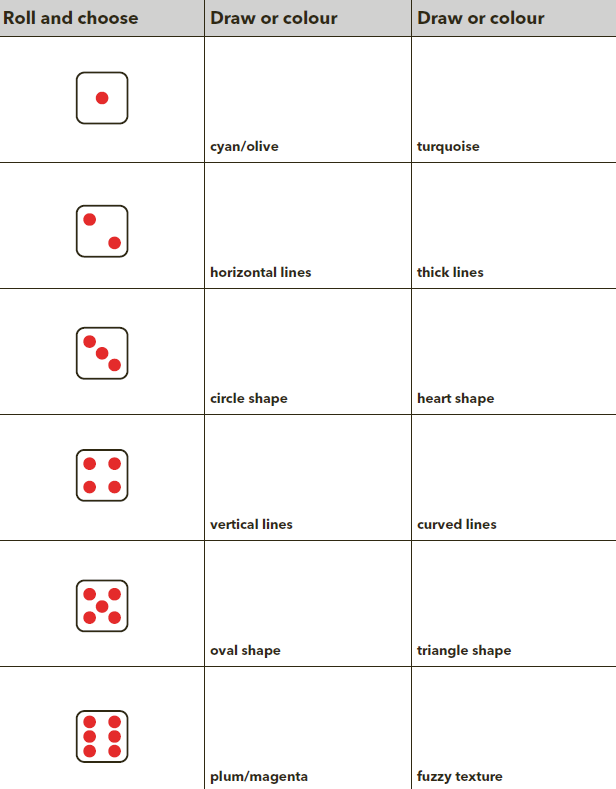 Roll and choose Draw or colour Draw or colour
cyan/olive turquoise
horizontal lines thick lines
circle shape heart shape
vertical lines curved lines
oval shape triangle shape
plum/magenta fuzzy texture